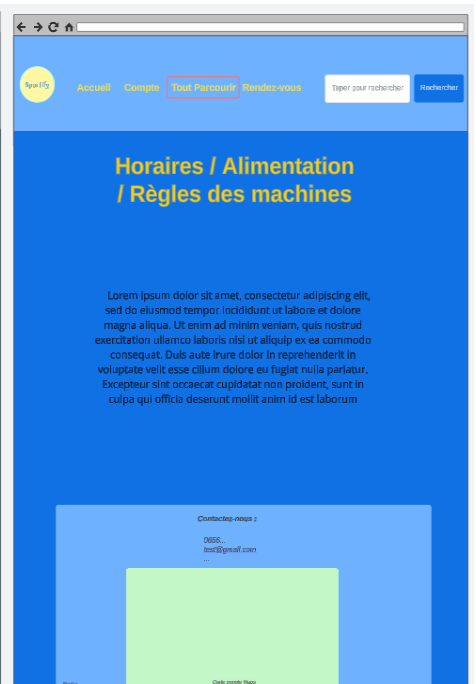 Sportify
Accueil Compte Tout Parcourir Rendez-vous Taper pour rechercher Rechercher
Horaires / Alimentation
/ Règles des machines
Lorem ipsum dolor sit amet, consectetur adipiscing elit,
sed do eiusmod tempor incididunt ut labore et dolore
magna aliqua. Ut enim ad minim veniam, quis nostrud
exercitation ullamco laboris nisi ut aliquip ex ea commodo
consequat. Duis aute irure dolor in reprehenderit in
voluptate velit esse cillum dolore eu fugiat nulla pariatur.
Excepteur sint occaecat cupidatat non proident, sunt in
culpa qui officia deserunt mollit anim id est laborum
Contactez-nous :
0656...
test@gmail.com
...